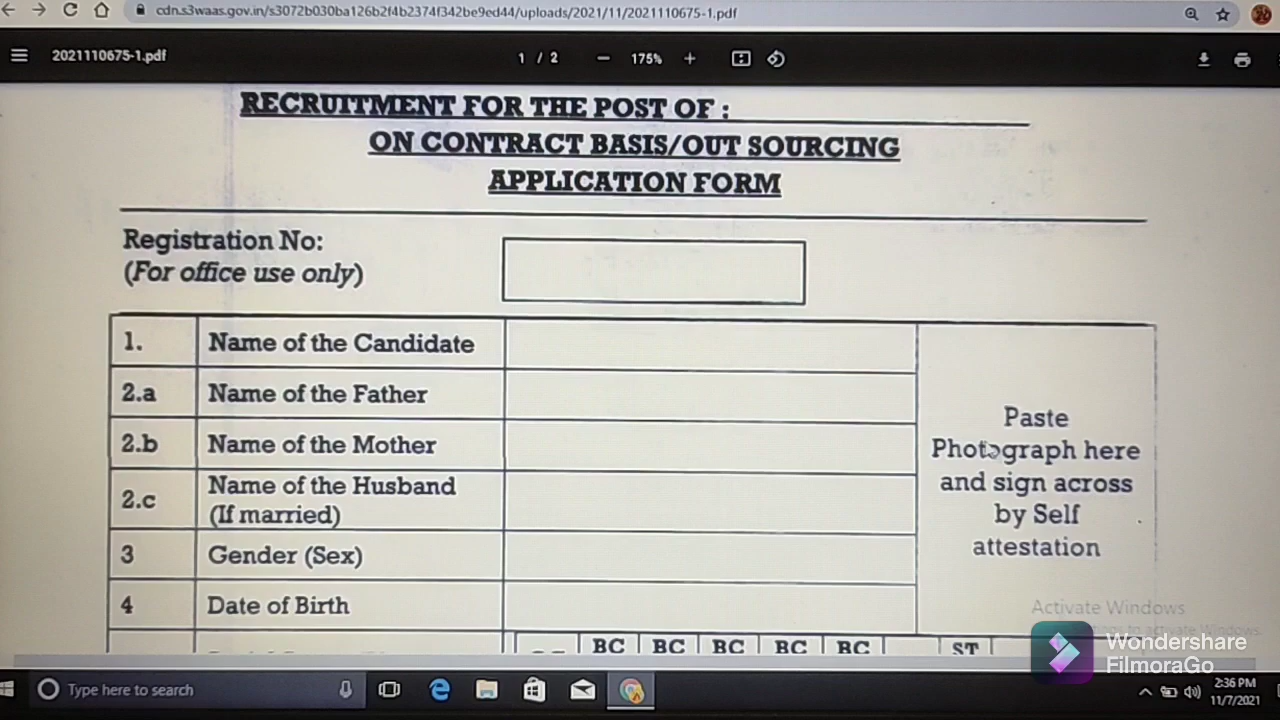 cdn.s3waas.gov.in/s3072b030ba126b2f4b2374f342be9ed44/uploads/2021/11/2021110675-1.pdf
2021110675-1.pdf
1 / 2
175%
RECRUITMENT FOR THE POST OF :
ON CONTRACT BASIS/OUT SOURCING
APPLICATION FORM
Registration No:
(For office use only)
1. Name of the Candidate
2.a Name of the Father
2.b Name of the Mother
2.c Name of the Husband
(If married)
3 Gender (Sex)
4 Date of Birth
Paste
Photograph here
and sign across
by Self
attestation
BC BC BC BC BC ST
Activate Windows
to activate Windows.
Wondershare
FilmoraGo
Type here to search
2:36 PM
11/7/2021